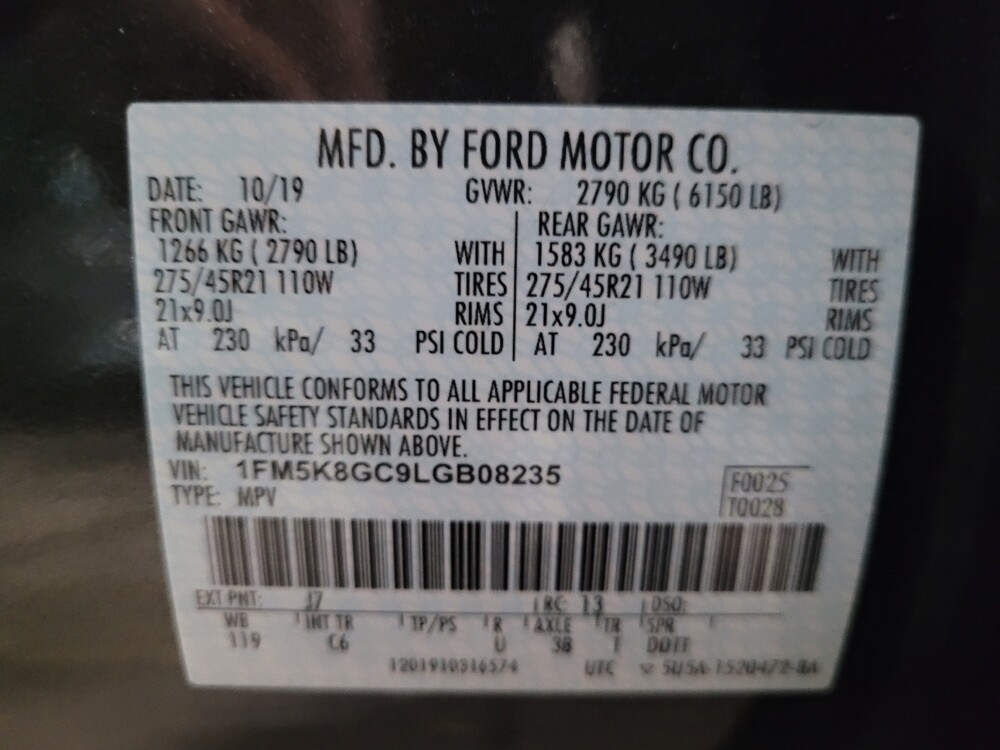 MFD. BY FORD MOTOR CO.
DATE: 10/19 GVWR: 2790 KG ( 6150 LB)
FRONT GAWR: REAR GAWR:
1266 KG ( 2790 LB) WITH 1583 KG ( 3490 LB) WITH
275/45R21 110W TIRES 275/45R21 110W TIRES
21x9.0J RIMS 21x9.0J RIMS
AT 230 kPa/ 33 PSI COLD AT 230 kPa/ 33 PSI COLD
THIS VEHICLE CONFORMS TO ALL APPLICABLE FEDERAL MOTOR
VEHICLE SAFETY STANDARDS IN EFFECT ON THE DATE OF
MANUFACTURE SHOWN ABOVE.
VIN: 1FM5K8GC9LGB08235
F0025
TYPE: MPV
T0028
EXT PNT: J7 RC: 13 DSO:
WB INT TR TP/PS R AXLE TR SPR
119 C6 U 38 T
1201910316574 UTC